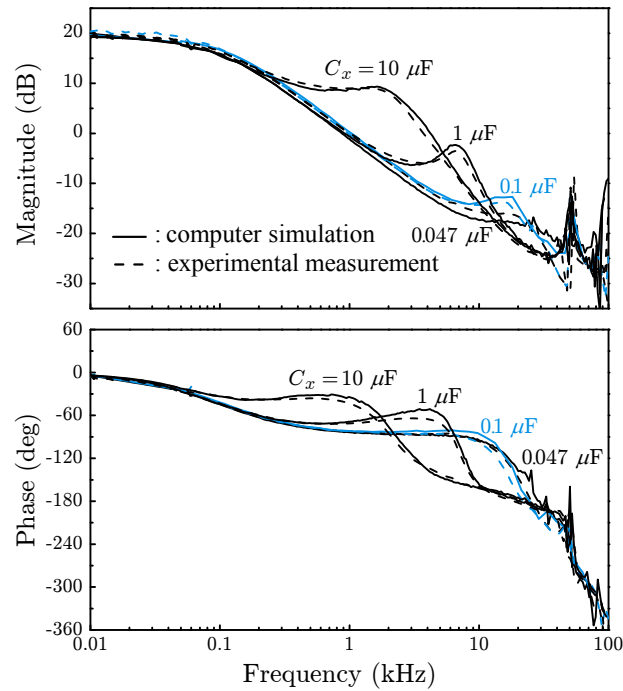 20
10
0
-10
-20
-30
Magnitude (dB)
C_x = 10 μF
1 μF
0.1 μF
0.047 μF
: computer simulation
: experimental measurement
60
0
-60
-120
-180
-240
-300
-360
Phase (deg)
C_x = 10 μF
1 μF
0.1 μF
0.047 μF
0.01
0.1
1
10
100
Frequency (kHz)